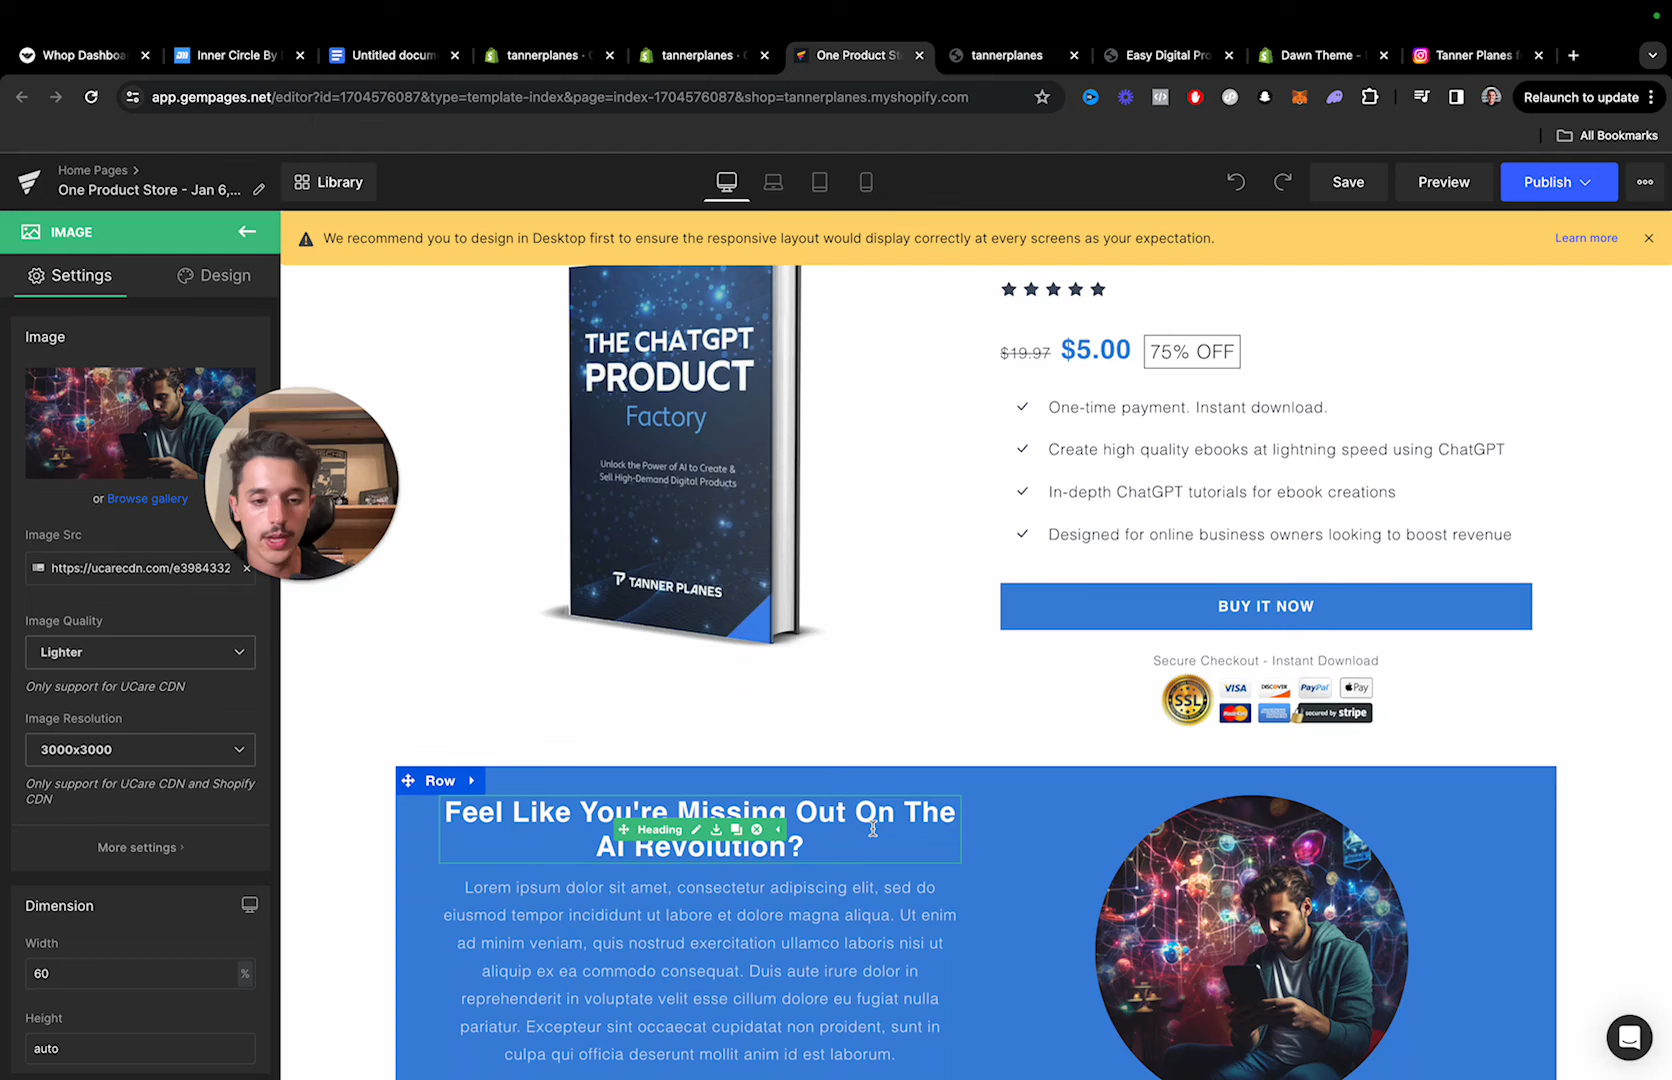 Whop Dashboa
Inner Circle By
Untitled docum
tannerplanes · C
tannerplanes · C
One Product Sto
tannerplanes
Easy Digital Pro
Dawn Theme -
Tanner Planes
app.gempages.net/editor?id=1704576087&type=template-index&page=index-1704576087&shop=tannerplanes.myshopify.com
Relaunch to update
All Bookmarks
Home Pages
One Product Store - Jan 6,...
Library
Save
Preview
Publish
IMAGE
We recommend you to design in Desktop first to ensure the responsive layout would display correctly at every screens as your expectation.
Learn more
Settings
Design
Image
or Browse gallery
Image Src
https://ucarecdn.com/e3984332
Image Quality
Lighter
Only support for UCare CDN
Image Resolution
3000x3000
Only support for UCare CDN and Shopify
CDN
More settings
Dimension
Width
60
%
Height
auto
THE CHATGPT
PRODUCT
Factory
Unlock the Power of AI to Create &
Sell High-Demand Digital Products
TANNER PLANES
$19.97 $5.00 75% OFF
One-time payment. Instant download.
Create high quality ebooks at lightning speed using ChatGPT
In-depth ChatGPT tutorials for ebook creations
Designed for online business owners looking to boost revenue
BUY IT NOW
Secure Checkout - Instant Download
SSL
VISA
DISCOVER
PayPal
Pay
MasterCard
secured by stripe
Row
Feel Like You're Missing Out On The
AI Revolution?
Heading
Lorem ipsum dolor sit amet, consectetur adipiscing elit, sed do
eiusmod tempor incididunt ut labore et dolore magna aliqua. Ut enim
ad minim veniam, quis nostrud exercitation ullamco laboris nisi ut
aliquip ex ea commodo consequat. Duis aute irure dolor in
reprehenderit in voluptate velit esse cillum dolore eu fugiat nulla
pariatur. Excepteur sint occaecat cupidatat non proident, sunt in
culpa qui officia deserunt mollit anim id est laborum.